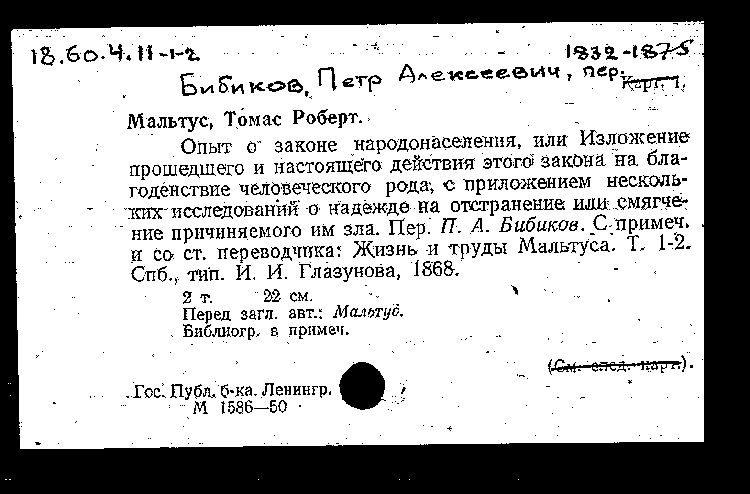 18.60.4.11-1-2
1832-1875
Бибиков, Петр Алексеевич, пер.
Карт. 1.
Мальтус, Томас Роберт.
Опыт о законе народонаселения, или Изложение
прошедшего и настоящего действия этого закона на бла-
годенствие человеческого рода, с приложением несколь-
ких исследований о надежде на отстранение или смягче-
ние причиняемого им зла. Пер. П. А. Бибиков. С примеч.
и со ст. переводчика: Жизнь и труды Мальтуса. Т. 1-2.
Спб., тип. И. И. Глазунова, 1868.
2 т. 22 см.
Перед загл. авт.: Мальтус.
Библиогр. в примеч.
(См. след. карт.).
Гос. Публ. б-ка. Ленингр.
М 1586—50